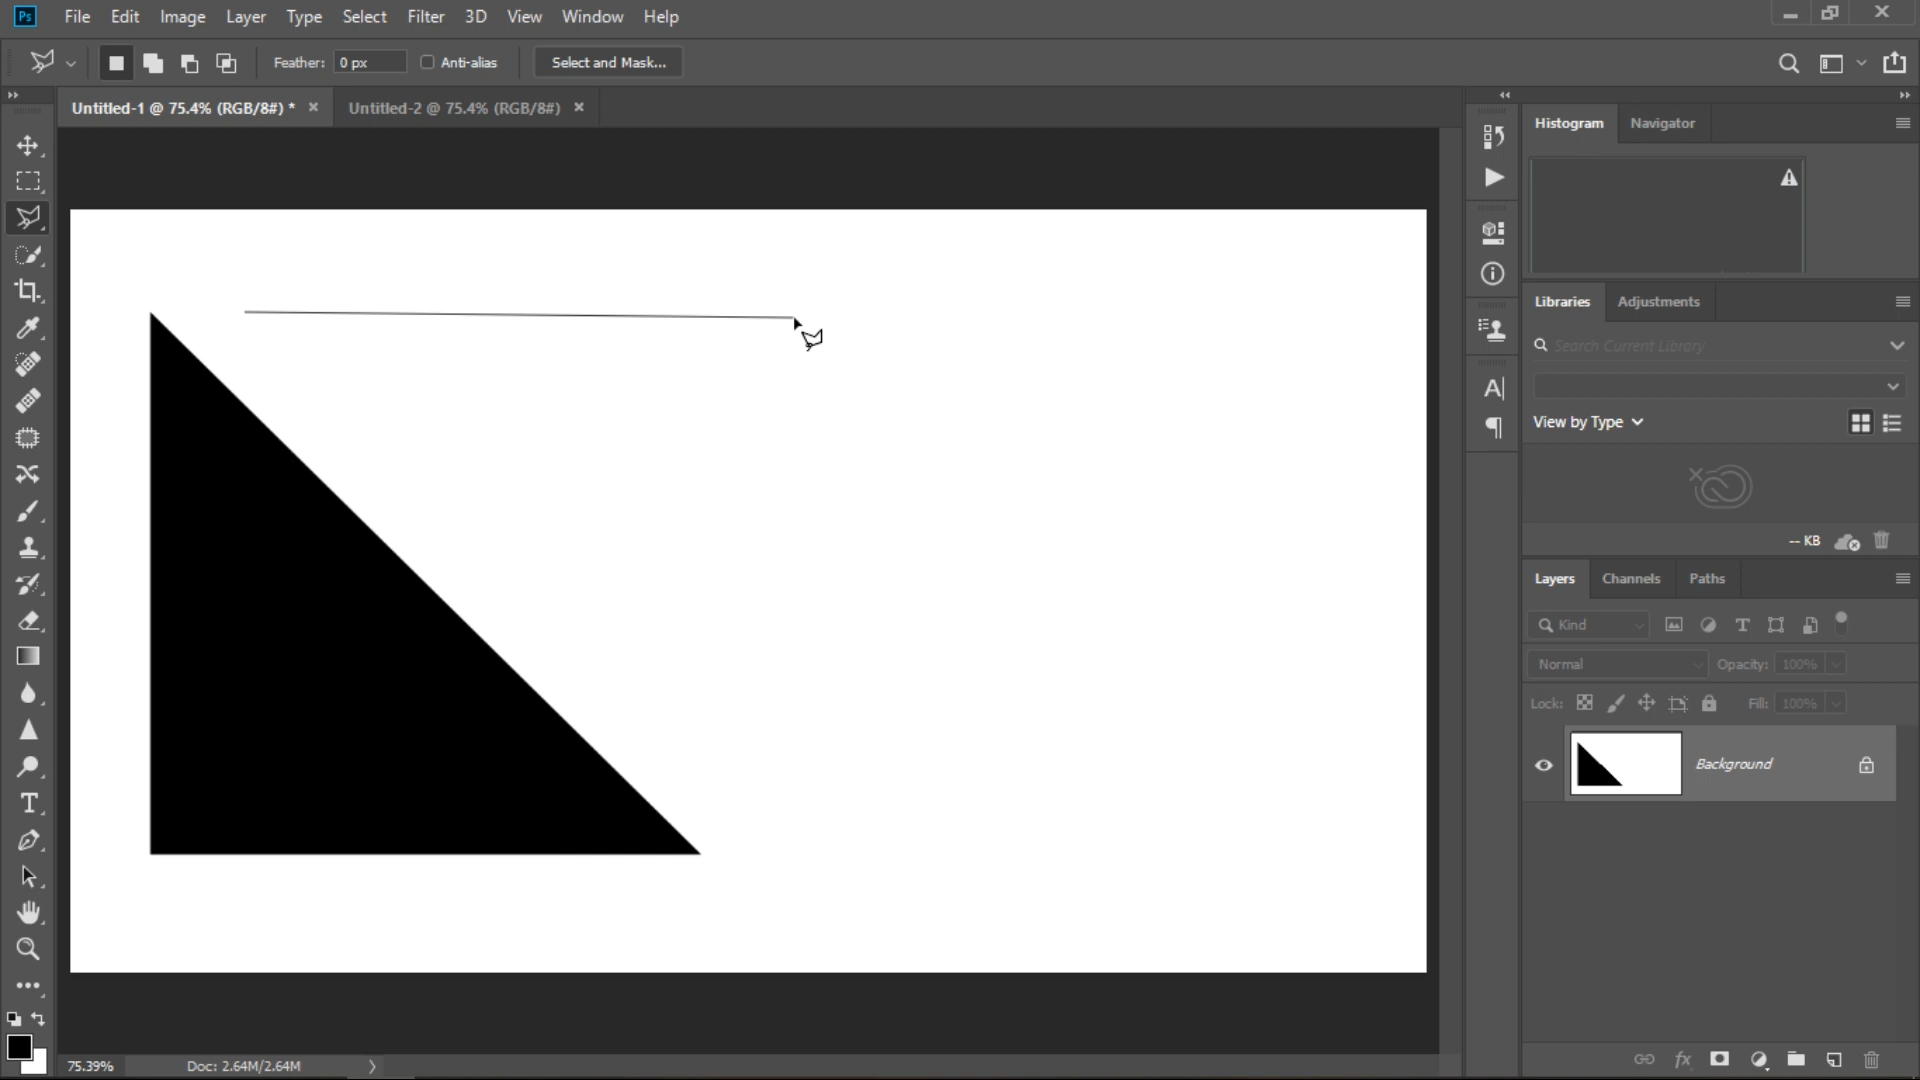 Ps File Edit Image Layer Type Select Filter 3D View Window Help
Feather: 0 px Anti-alias Select and Mask...
Untitled-1 @ 75.4% (RGB/8#) * × Untitled-2 @ 75.4% (RGB/8#) ×
Histogram Navigator
Libraries Adjustments
Search Current Library
View by Type
-- KB
Layers Channels Paths
Kind
Normal Opacity: 100%
Lock: Fill: 100%
Background
75.39% Doc: 2.64M/2.64M